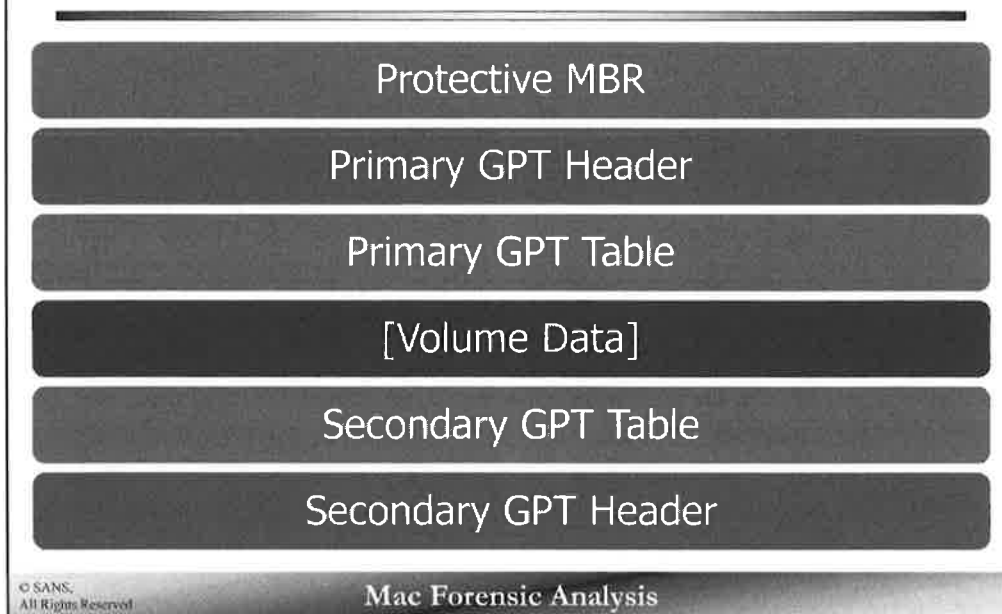 Protective MBR
Primary GPT Header
Primary GPT Table
[Volume Data]
Secondary GPT Table
Secondary GPT Header
© SANS,
All Rights Reserved
Mac Forensic Analysis